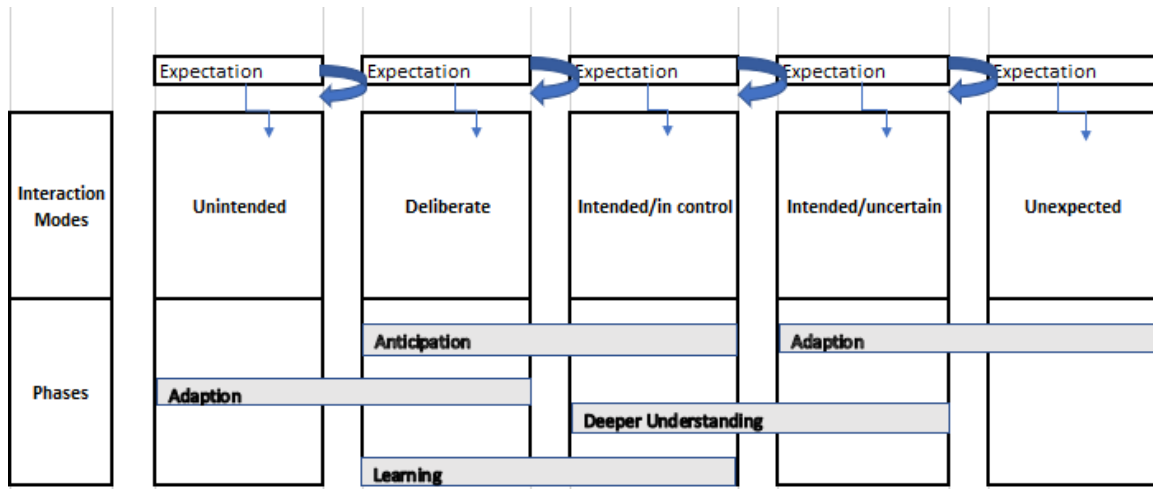 Expectation
Expectation
Expectation
Expectation
Expectation
Interaction
Modes
Unintended
Deliberate
Intended/in control
Intended/uncertain
Unexpected
Phases
Anticipation
Adaption
Adaption
Deeper Understanding
Learning